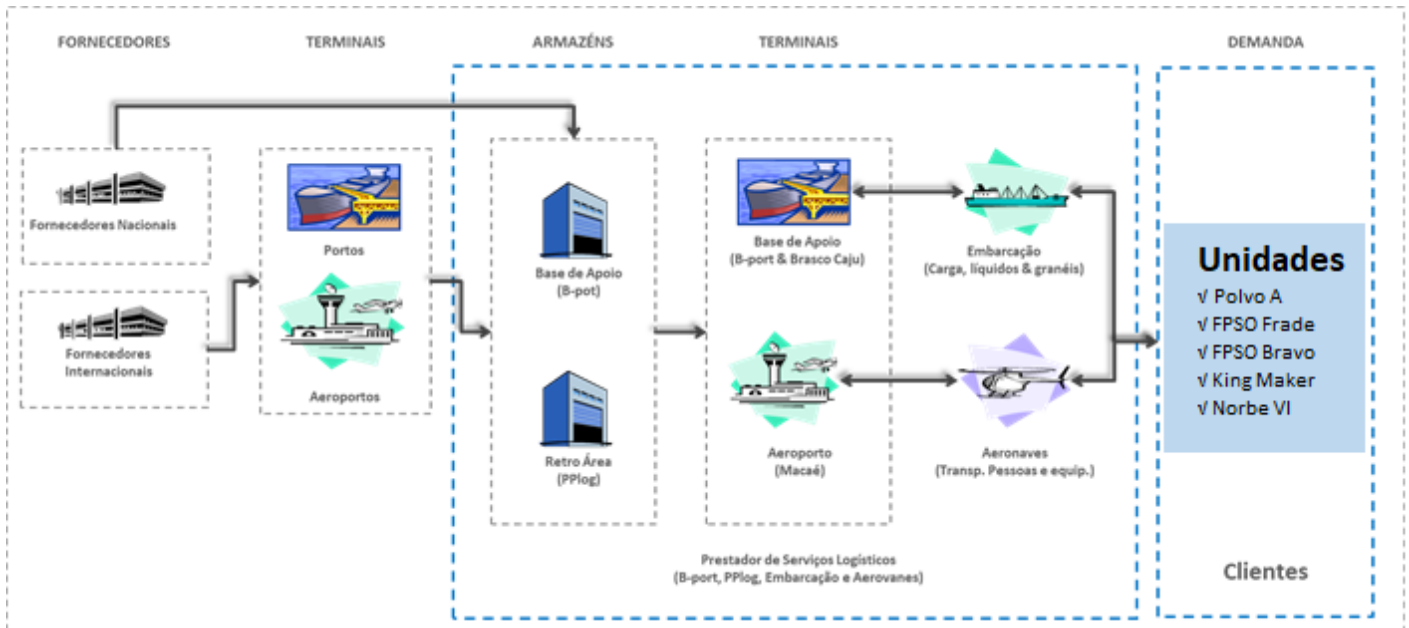 FORNECEDORES
TERMINAIS
ARMAZÉNS
TERMINAIS
DEMANDA
Fornecedores Nacionais
Fornecedores
Internacionais
Portos
Aeroportos
Base de Apoio
(B-pot)
Retro Área
(PPlog)
Base de Apoio
(B-port & Brasco Caju)
Aeroporto
(Macaé)
Embarcação
(Carga, líquidos & granéis)
Aeronaves
(Transp. Pessoas e equip.)
Prestador de Serviços Logísticos
(B-port, PPlog, Embarcação e Aerovanes)
Unidades
√ Polvo A
√ FPSO Frade
√ FPSO Bravo
√ King Maker
√ Norbe VI
Clientes